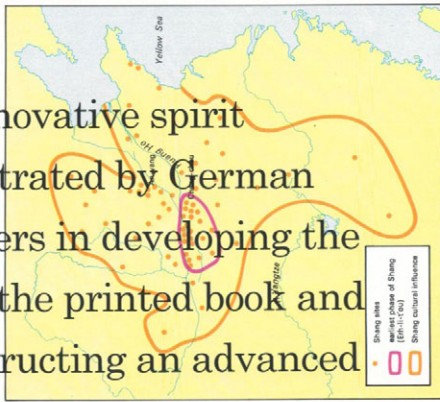 novative spirit
trated by German
ers in developing the
the printed book and
ructing an advanced
Yellow Sea
Huang Ho
Yangtze
Shang sites
earliest phase of Shang
(Erh-li-t'ou)
Shang cultural influence